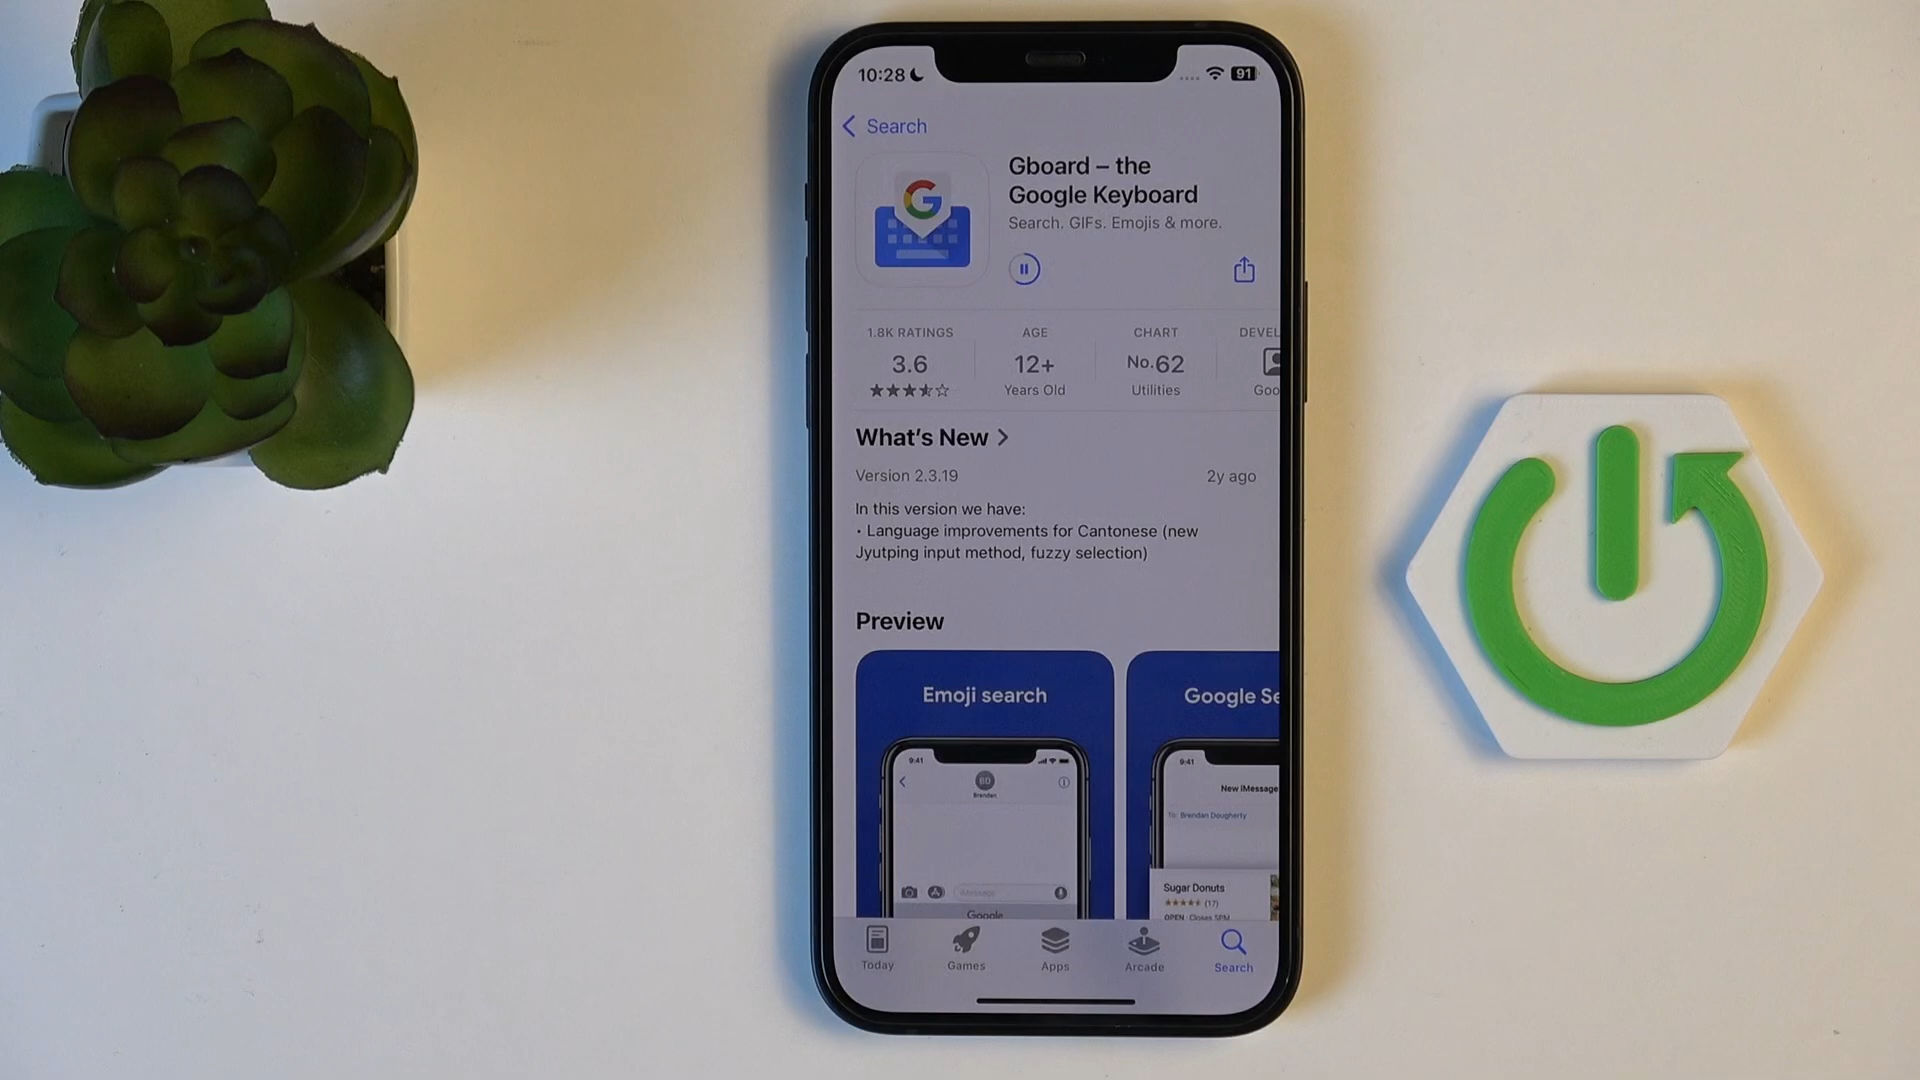 10:28
91
Search
Gboard – the
Google Keyboard
Search. GIFs. Emojis & more.
1.8K RATINGS
AGE
CHART
DEVEL
3.6
12+
No.62
Years Old
Utilities
Goo
What's New
Version 2.3.19
2y ago
In this version we have:
• Language improvements for Cantonese (new
Jyutping input method, fuzzy selection)
Preview
Emoji search
Google Se
9:41
BD
Brendan
iMessage
Google
9:41
New iMessage
To: Brendan Dougherty
Sugar Donuts
(17)
OPEN · Closes 5PM
Today
Games
Apps
Arcade
Search